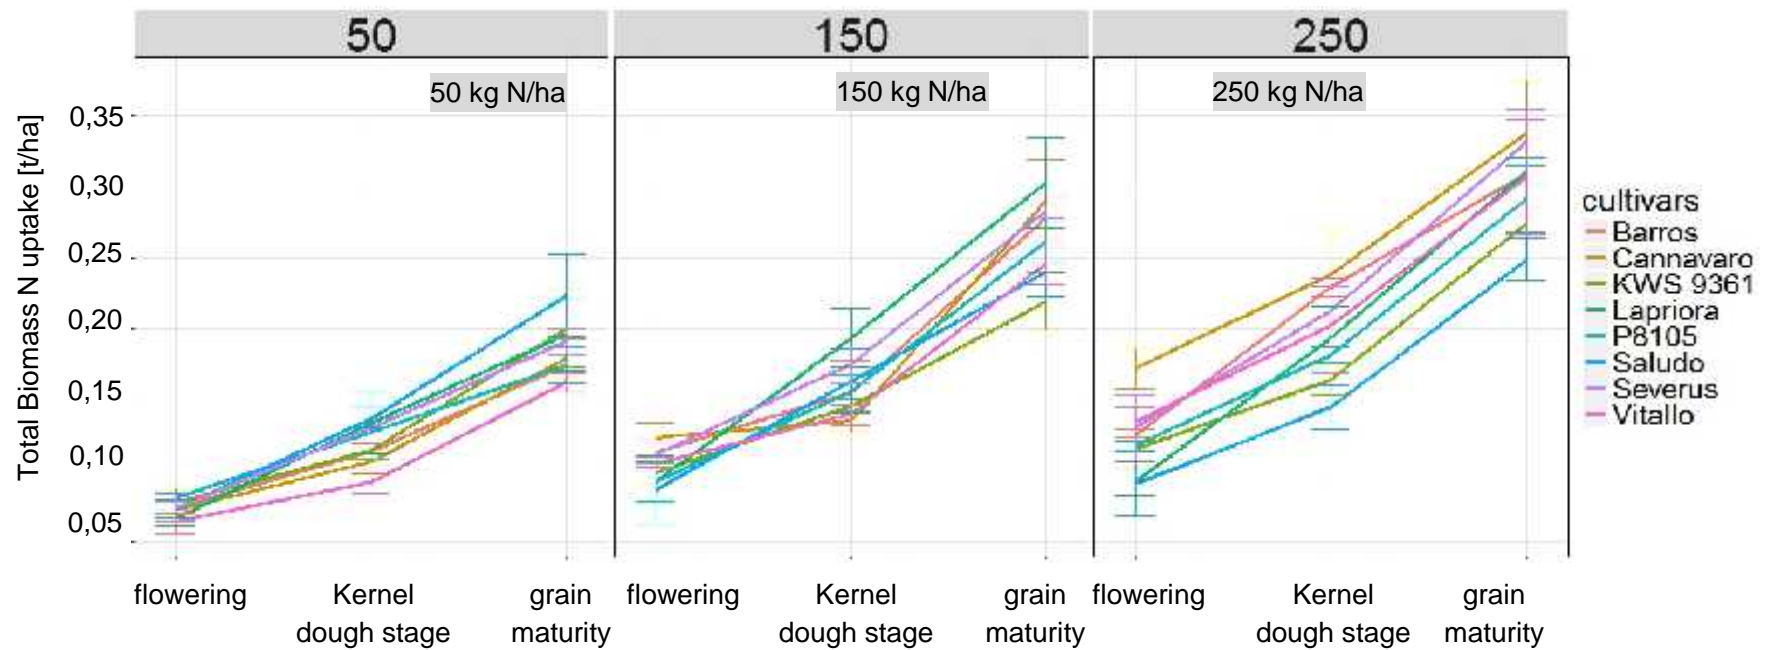 50 150 250
50 kg N/ha 150 kg N/ha 250 kg N/ha
Total Biomass N uptake [t/ha]
0,35
0,30
0,25
0,20
0,15
0,10
0,05
cultivars
Barros
Cannavaro
KWS 9361
Lapriora
P8105
Saludo
Severus
Vitallo
flowering Kernel grain flowering Kernel grain flowering Kernel grain
dough stage maturity dough stage maturity dough stage maturity